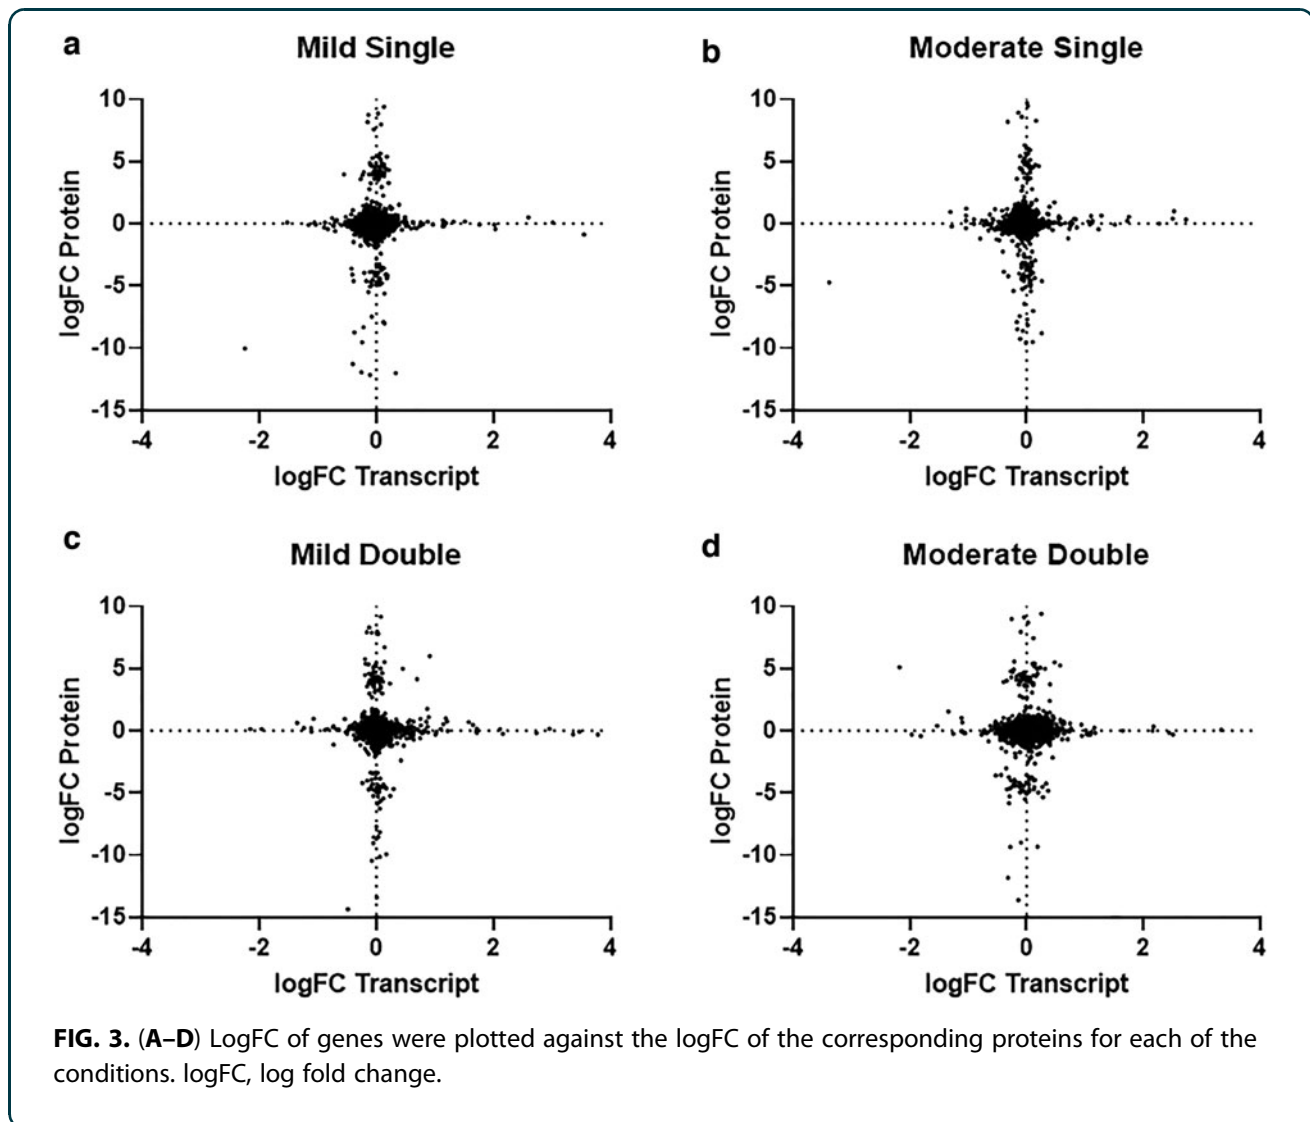 a
Mild Single
10
5
0
-5
-10
-15
-4
-2
0
2
4
logFC Protein
logFC Transcript
b
Moderate Single
10
5
0
-5
-10
-15
-4
-2
0
2
4
logFC Protein
logFC Transcript
c
Mild Double
10
5
0
-5
-10
-15
-4
-2
0
2
4
logFC Protein
logFC Transcript
d
Moderate Double
10
5
0
-5
-10
-15
-4
-2
0
2
4
logFC Protein
logFC Transcript
FIG. 3. (A–D) LogFC of genes were plotted against the logFC of the corresponding proteins for each of the
conditions. logFC, log fold change.